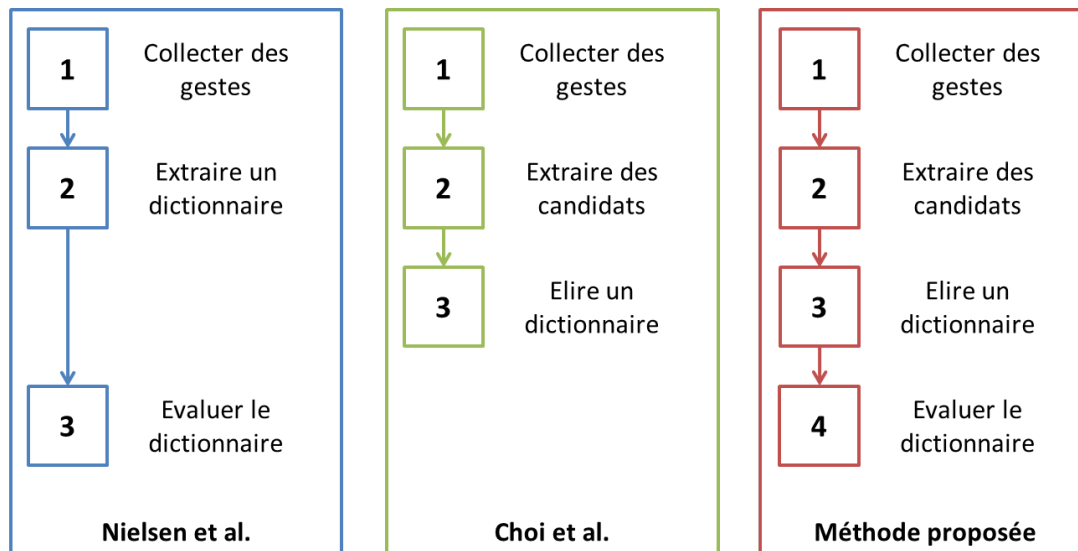 1
Collecter des
gestes
2
Extraire un
dictionnaire
3
Evaluer le
dictionnaire
Nielsen et al.
1
Collecter des
gestes
2
Extraire des
candidats
3
Elire un
dictionnaire
Choi et al.
1
Collecter des
gestes
2
Extraire des
candidats
3
Elire un
dictionnaire
4
Evaluer le
dictionnaire
Méthode proposée